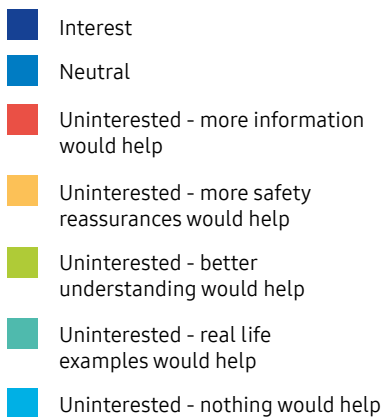 Interest
Neutral
Uninterested - more information
would help
Uninterested - more safety
reassurances would help
Uninterested - better
understanding would help
Uninterested - real life
examples would help
Uninterested - nothing would help